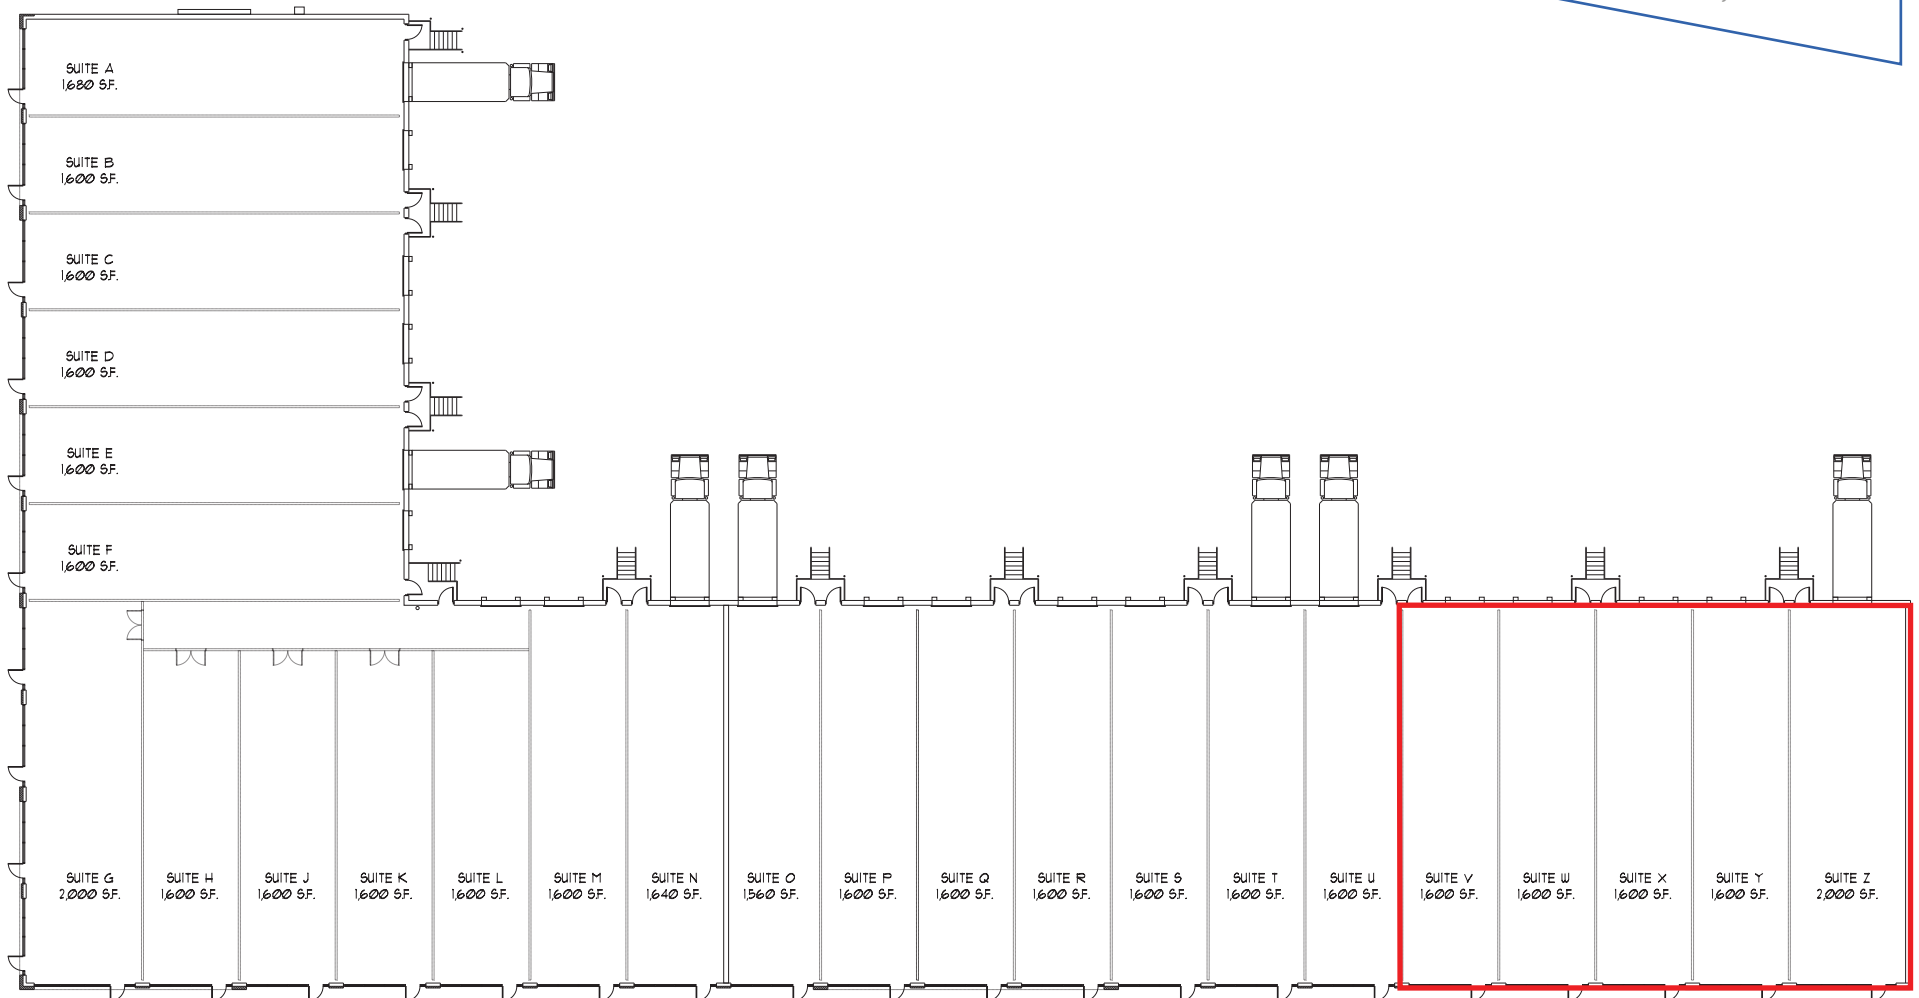 SUITE A
1,680 S.F.
SUITE B
1,600 S.F.
SUITE C
1,600 S.F.
SUITE D
1,600 S.F.
SUITE E
1,600 S.F.
SUITE F
1,600 S.F.
SUITE G
2,000 S.F.
SUITE H
1,600 S.F.
SUITE J
1,600 S.F.
SUITE K
1,600 S.F.
SUITE L
1,600 S.F.
SUITE M
1,600 S.F.
SUITE N
1,640 S.F.
SUITE O
1,560 S.F.
SUITE P
1,600 S.F.
SUITE Q
1,600 S.F.
SUITE R
1,600 S.F.
SUITE S
1,600 S.F.
SUITE T
1,600 S.F.
SUITE U
1,600 S.F.
SUITE V
1,600 S.F.
SUITE W
1,600 S.F.
SUITE X
1,600 S.F.
SUITE Y
1,600 S.F.
SUITE Z
2,000 S.F.